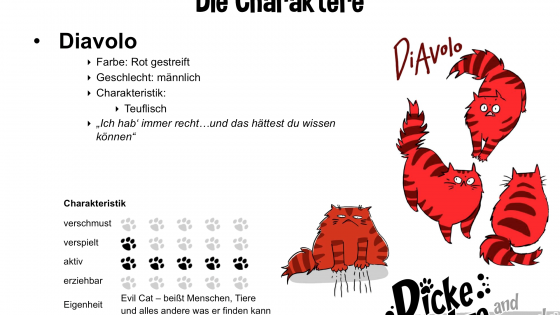 Die Charaktere
• Diavolo
Farbe: Rot gestreift
Geschlecht: männlich
Charakteristik:
Teuflisch
„Ich hab' immer recht…und das hättest du wissen
können“
DiAvolo
Charakteristik
verschmust
verspielt
aktiv
erziehbar
Eigenheit
Evil Cat – beißt Menschen, Tiere
und alles andere was er finden kann
Dicke
and